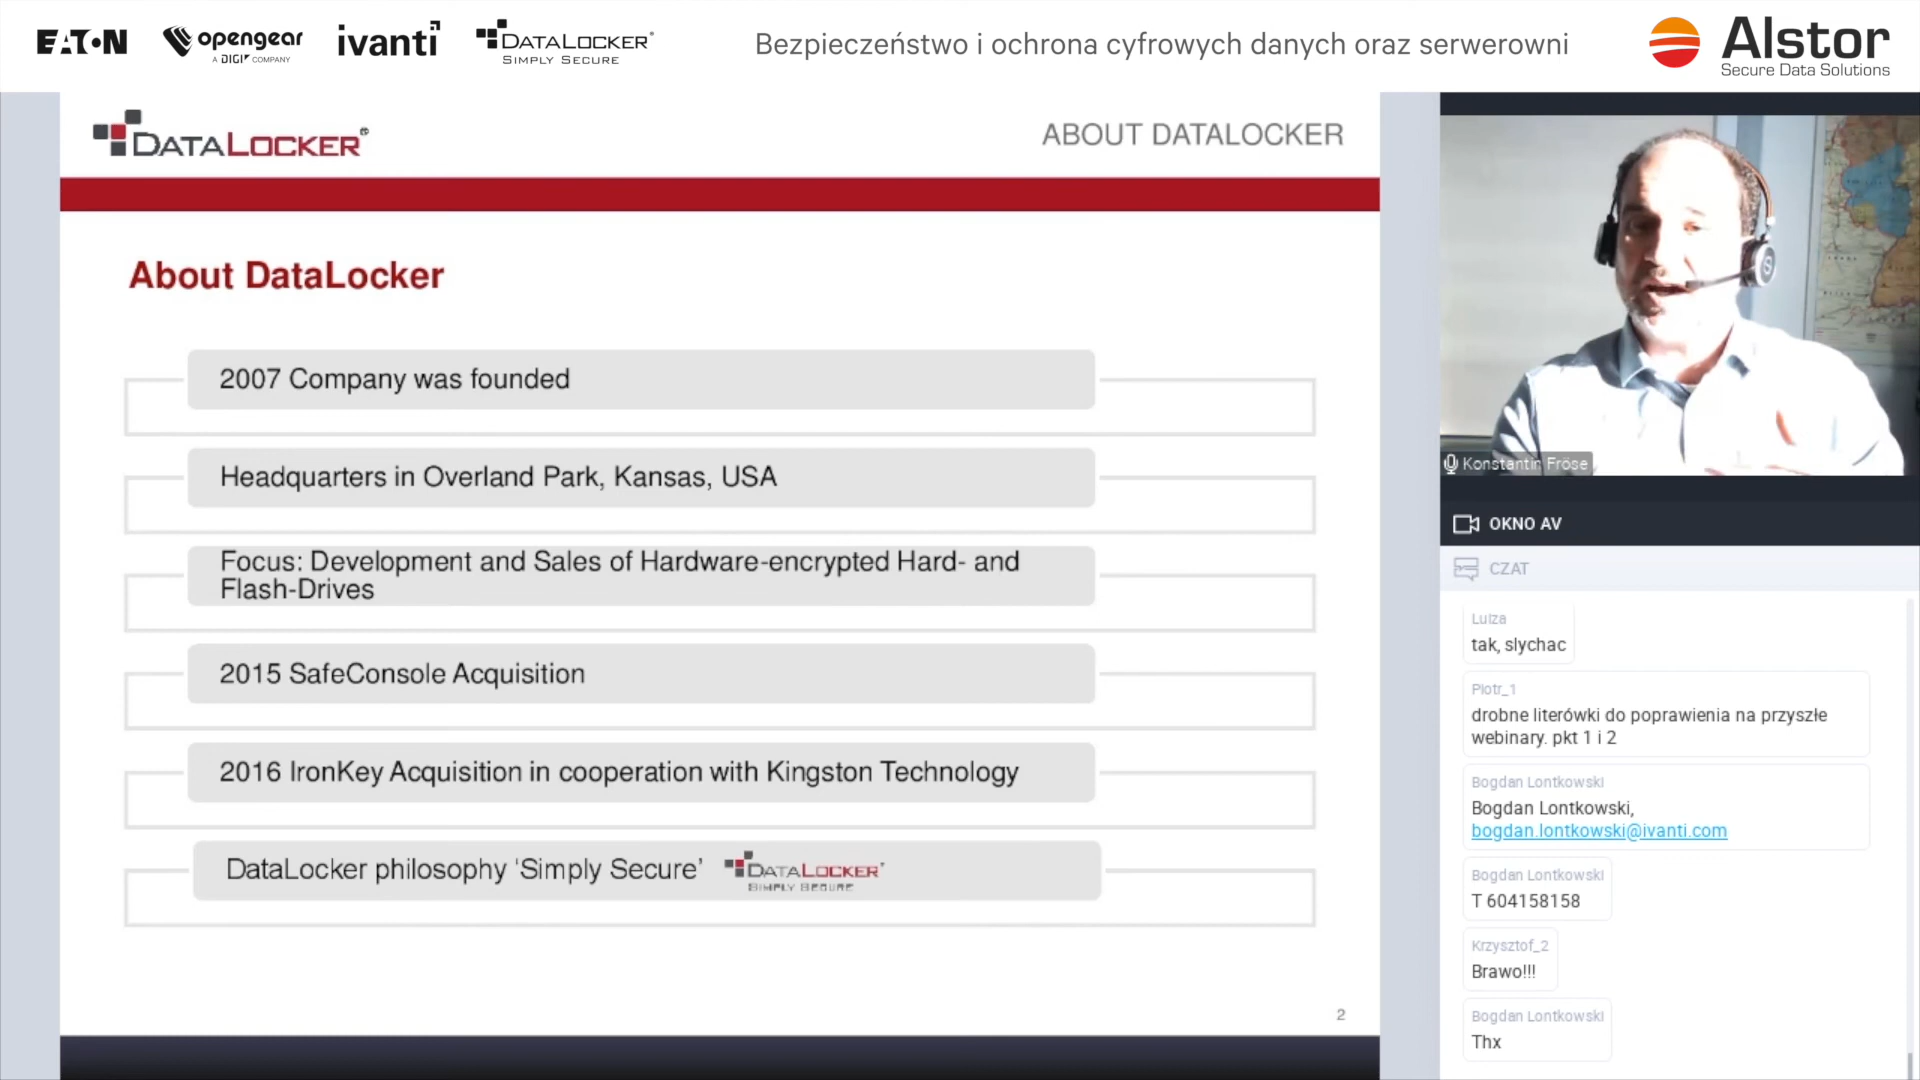 EATON
opengear
A DIGI COMPANY
ivanti
DATALOCKER
SIMPLY SECURE
Bezpieczeństwo i ochrona cyfrowych danych oraz serwerowni
Alstor
Secure Data Solutions
DATALOCKER®
ABOUT DATALOCKER
About DataLocker
2007 Company was founded
Headquarters in Overland Park, Kansas, USA
Focus: Development and Sales of Hardware-encrypted Hard- and
Flash-Drives
2015 SafeConsole Acquisition
2016 IronKey Acquisition in cooperation with Kingston Technology
DataLocker philosophy ‘Simply Secure’
DATALOCKER
SIMPLY SECURE
2
Konstantin Fröse
OKNO AV
CZAT
Luiza
tak, slychac
Piotr_1
drobne literówki do poprawienia na przyszłe
webinary. pkt 1 i 2
Bogdan Lontkowski
Bogdan Lontkowski,
bogdan.lontkowski@ivanti.com
Bogdan Lontkowski
T 604158158
Krzysztof_2
Brawo!!!
Bogdan Lontkowski
Thx